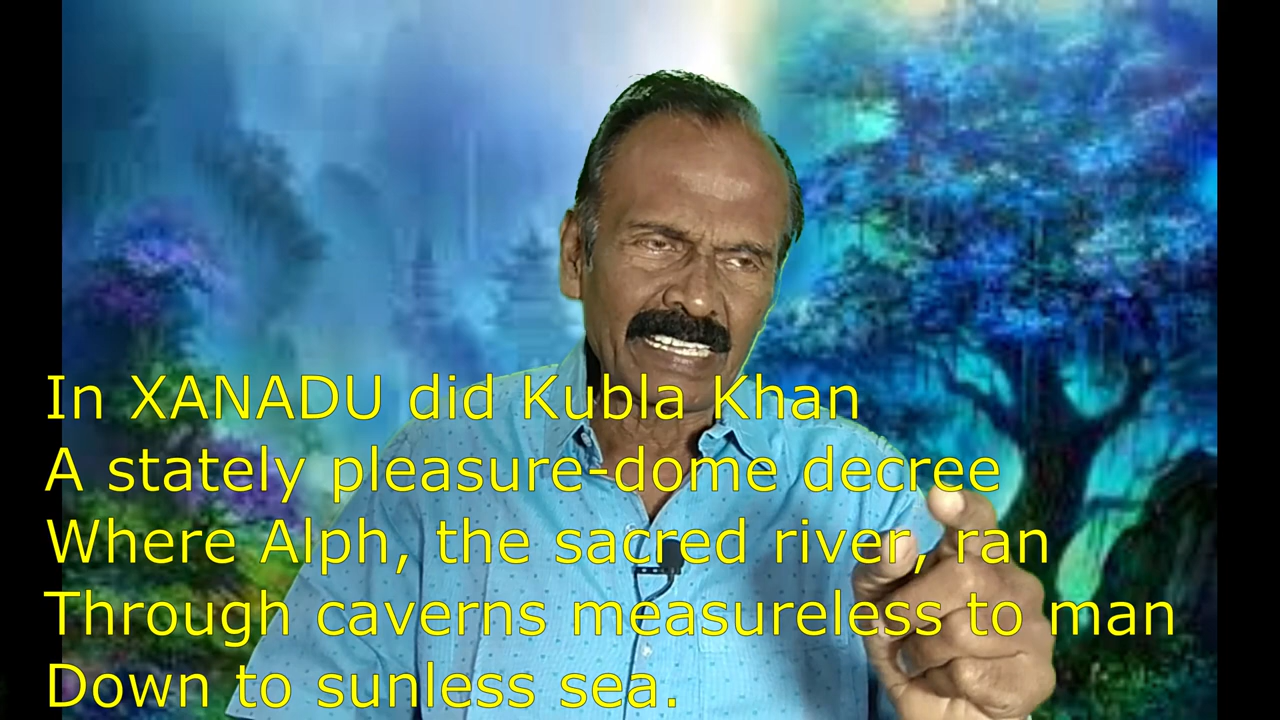 In XANADU did Kubla Khan
A stately pleasure-dome decree
Where Alph, the sacred river, ran
Through caverns measureless to man
Down to sunless sea.